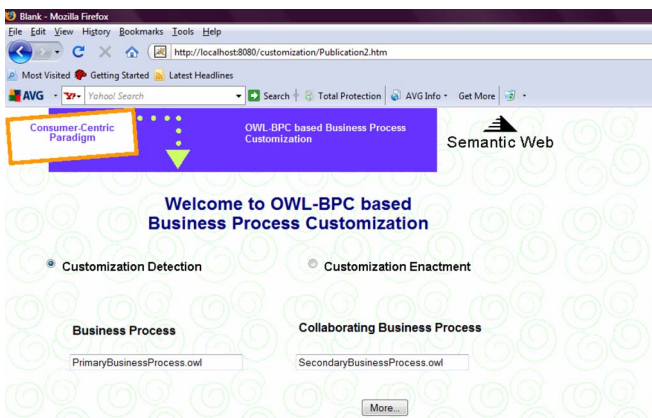 Blank - Mozilla Firefox
File Edit View History Bookmarks Tools Help
http://localhost:8080/customization/Publication2.htm
Most Visited Getting Started Latest Headlines
AVG Y! Yahoo! Search Search Total Protection AVG Info Get More
Consumer-Centric
Paradigm
OWL-BPC based Business Process
Customization
Semantic Web
Welcome to OWL-BPC based
Business Process Customization
Customization Detection Customization Enactment
Business Process Collaborating Business Process
PrimaryBusinessProcess.owl SecondaryBusinessProcess.owl
More...